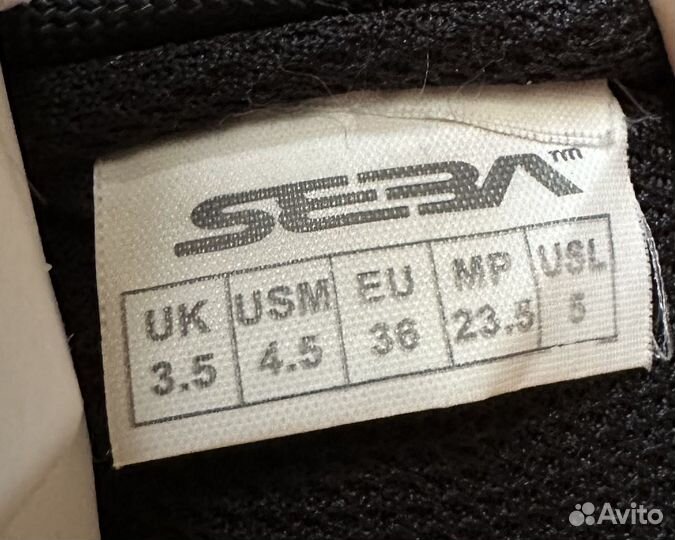 SEBA™
UK USM EU MP USL
3.5 4.5 36 23.5 5
Avito